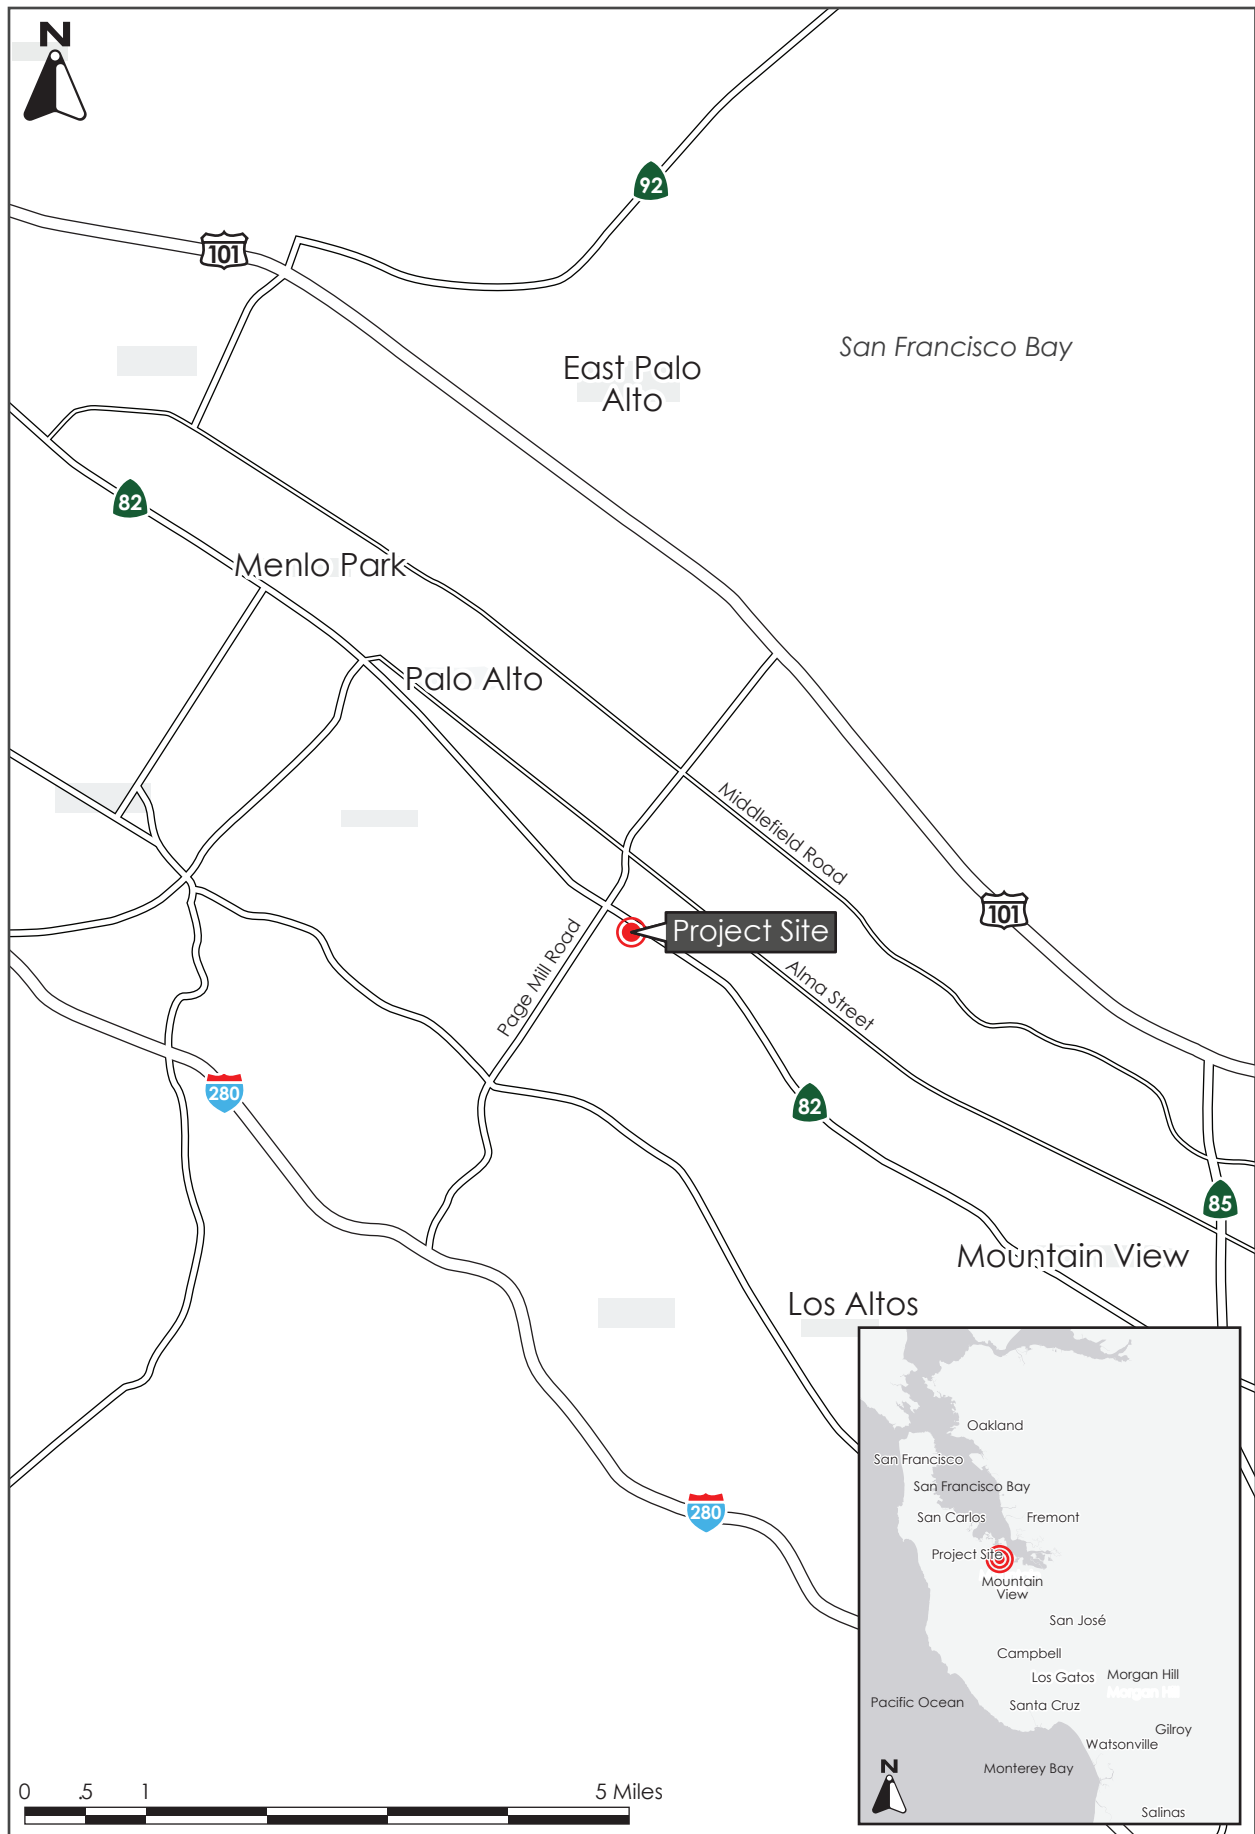 N
92
101
San Francisco Bay
East Palo
Alto
82
Menlo Park
Palo Alto
Middlefield Road
101
Project Site
Page Mill Road
Alma Street
280
82
85
Mountain View
Los Altos
280
Oakland
San Francisco
San Francisco Bay
San Carlos
Fremont
Project Site
Mountain
View
San José
Campbell
Los Gatos
Morgan Hill
Morgan Hill
Pacific Ocean
Santa Cruz
Gilroy
Watsonville
Monterey Bay
N
Salinas
0 .5 1 5 Miles